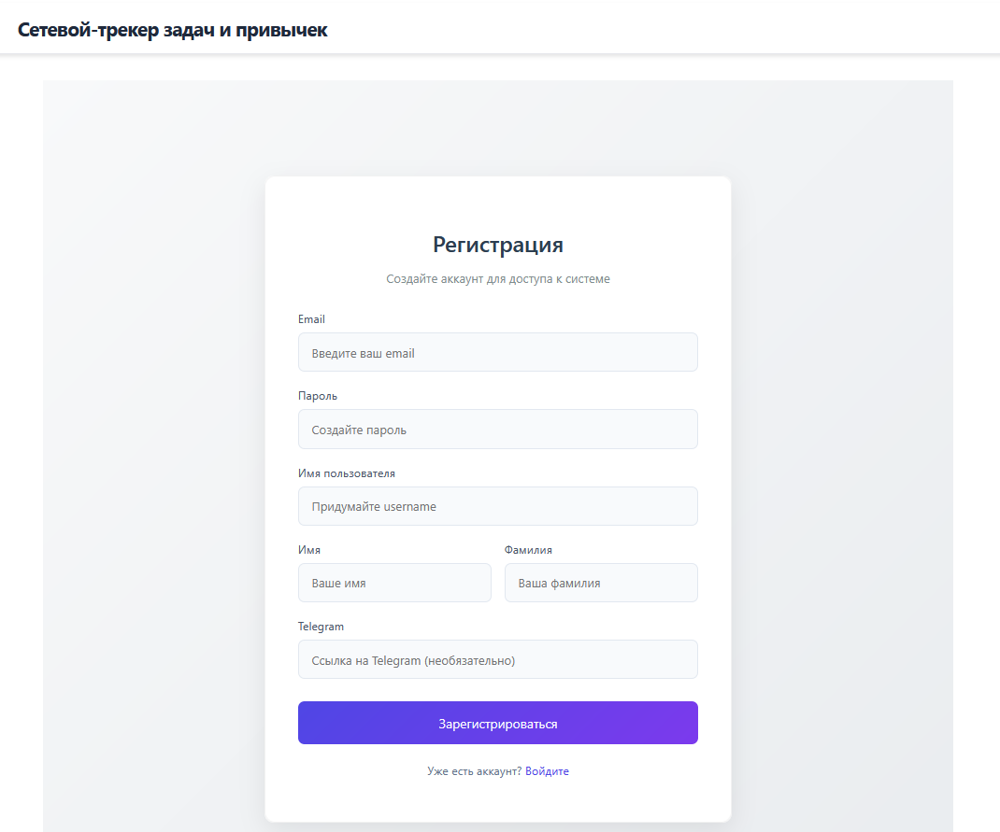 Сетевой-трекер задач и привычек
Регистрация
Создайте аккаунт для доступа к системе
Email
Введите ваш email
Пароль
Создайте пароль
Имя пользователя
Придумайте username
Имя
Фамилия
Ваше имя
Ваша фамилия
Telegram
Ссылка на Telegram (необязательно)
Зарегистрироваться
Уже есть аккаунт? Войдите